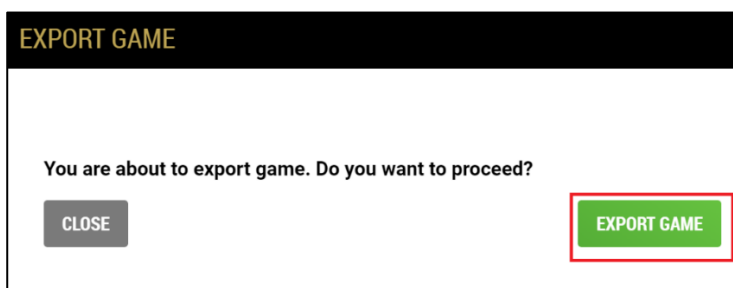 EXPORT GAME
You are about to export game. Do you want to proceed?
CLOSE
EXPORT GAME